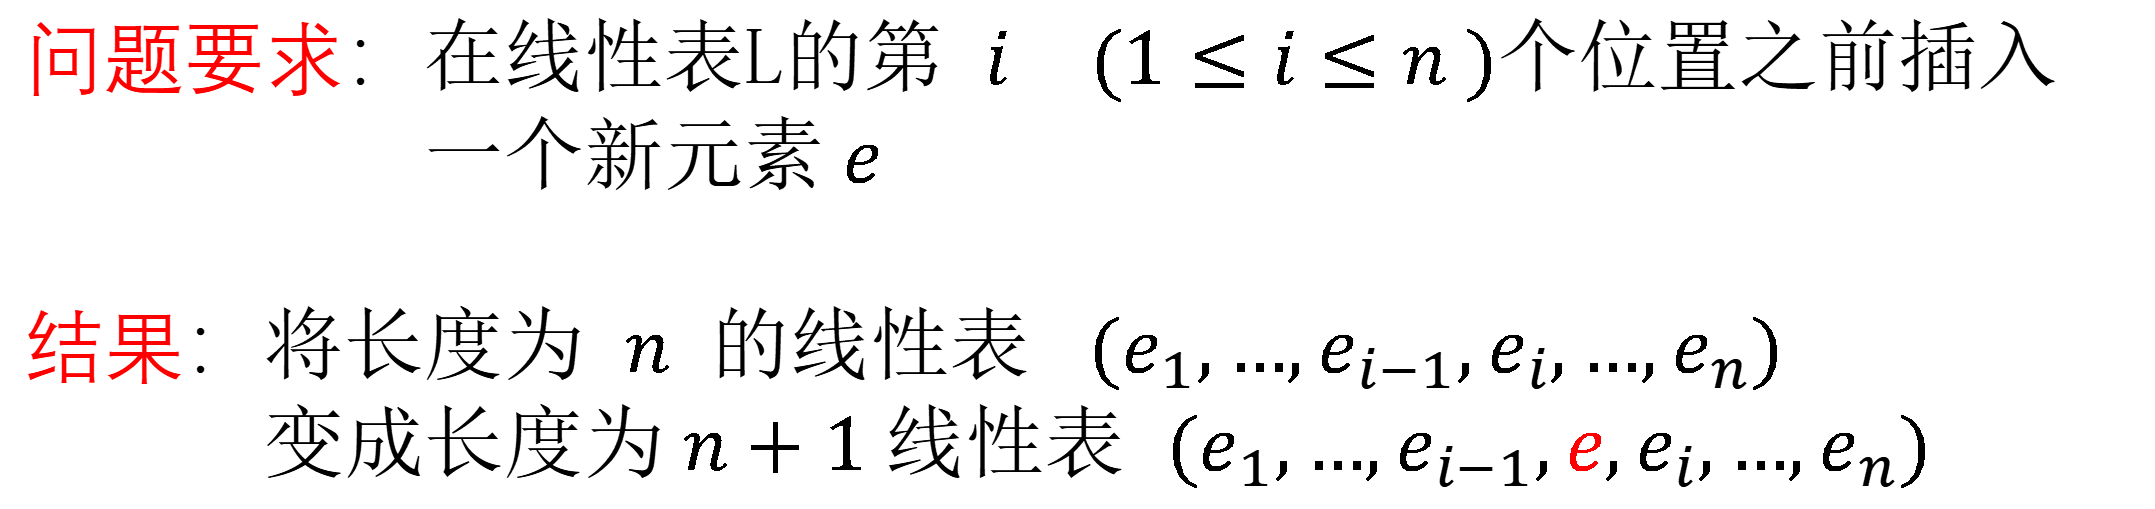 问题要求：在线性表L的第 i (1 ≤ i ≤ n )个位置之前插入
一个新元素 e
结果：将长度为 n 的线性表 (e₁, …, eᵢ₋₁, eᵢ, …, eₙ)
变成长度为 n + 1 线性表 (e₁, …, eᵢ₋₁, e, eᵢ, …, eₙ)